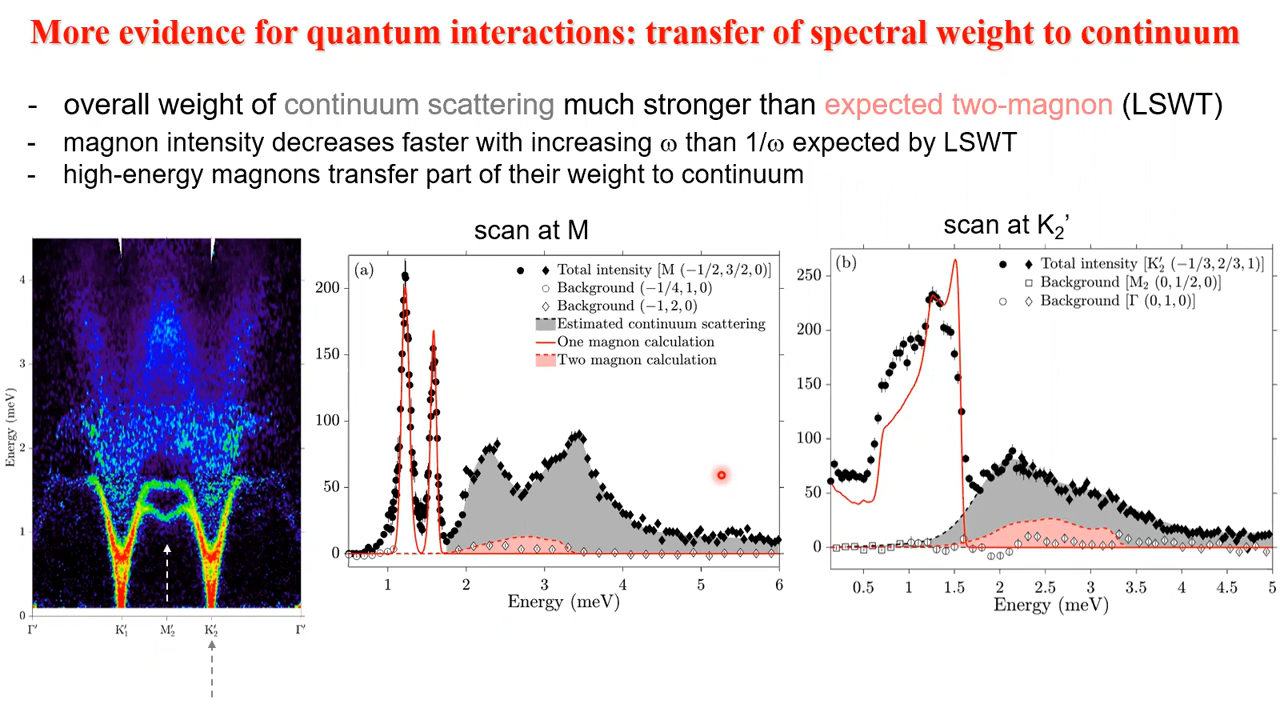 More evidence for quantum interactions: transfer of spectral weight to continuum
- overall weight of continuum scattering much stronger than expected two-magnon (LSWT)
- magnon intensity decreases faster with increasing ω than 1/ω expected by LSWT
- high-energy magnons transfer part of their weight to continuum
Energy (meV)
4
3
2
1
0
Γ′ K′₁ M′₂ K′₂ Γ′
scan at M
(a)
Total intensity [M (−1/2, 3/2, 0)]
Background (−1/4, 1, 0)
Background (−1, 2, 0)
Estimated continuum scattering
One magnon calculation
Two magnon calculation
200
150
100
50
0
1 2 3 4 5 6
Energy (meV)
scan at K₂'
(b)
Total intensity [K′₂ (−1/3, 2/3, 1)]
Background [M₂ (0, 1/2, 0)]
Background [Γ (0, 1, 0)]
250
200
150
100
50
0
0.5 1 1.5 2 2.5 3 3.5 4 4.5 5
Energy (meV)